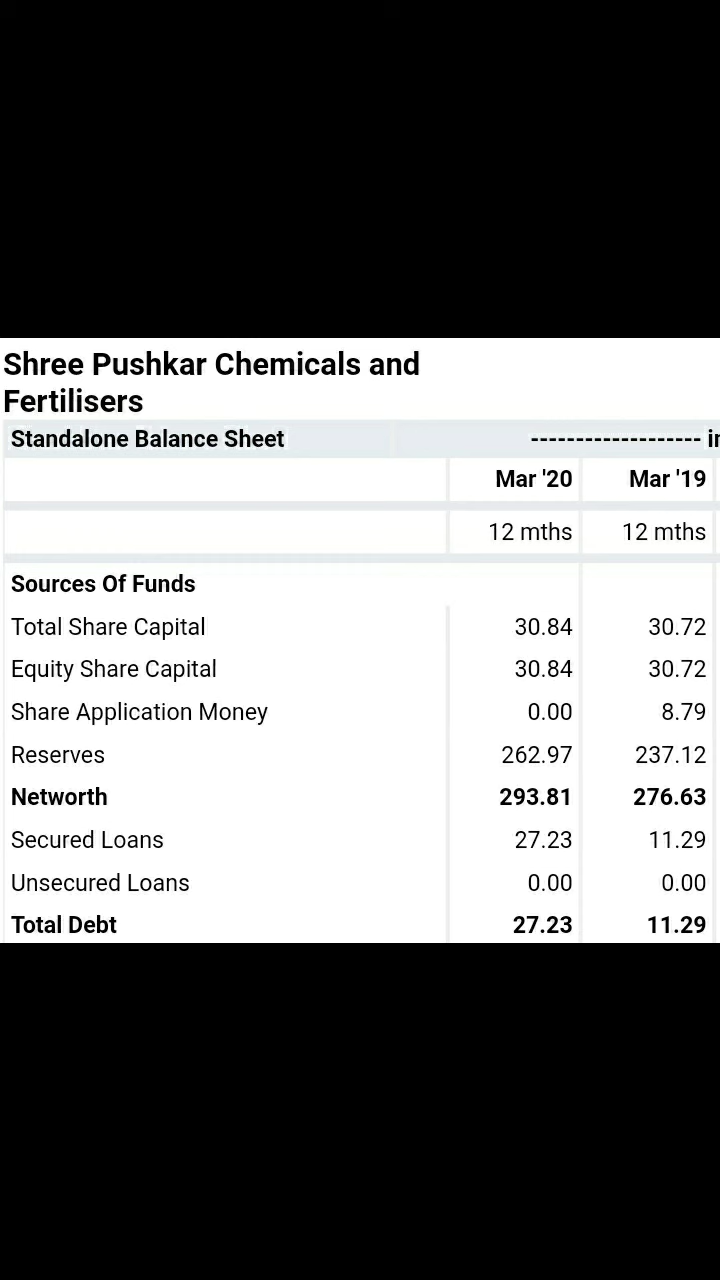 Shree Pushkar Chemicals and
Fertilisers
Standalone Balance Sheet ------------------- in
Mar '20 Mar '19
12 mths 12 mths
Sources Of Funds
Total Share Capital 30.84 30.72
Equity Share Capital 30.84 30.72
Share Application Money 0.00 8.79
Reserves 262.97 237.12
Networth 293.81 276.63
Secured Loans 27.23 11.29
Unsecured Loans 0.00 0.00
Total Debt 27.23 11.29